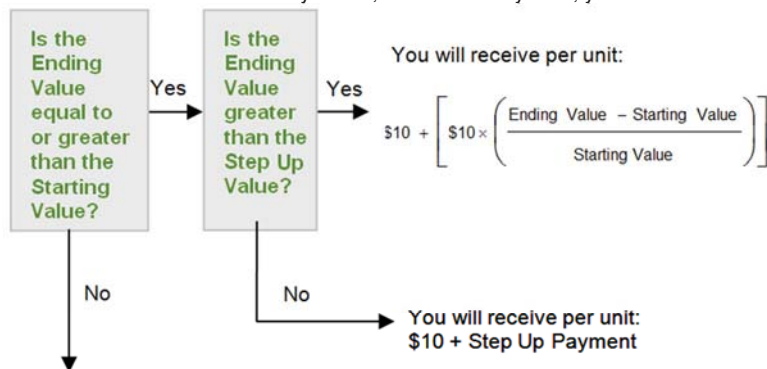 Is the
Ending
Value
equal to
or greater
than the
Starting
Value?
Yes
Is the
Ending
Value
greater
than the
Step Up
Value?
Yes
You will receive per unit:
$10 + [ $10 × ( Ending Value – Starting Value / Starting Value ) ]
No
No
You will receive per unit:
$10 + Step Up Payment